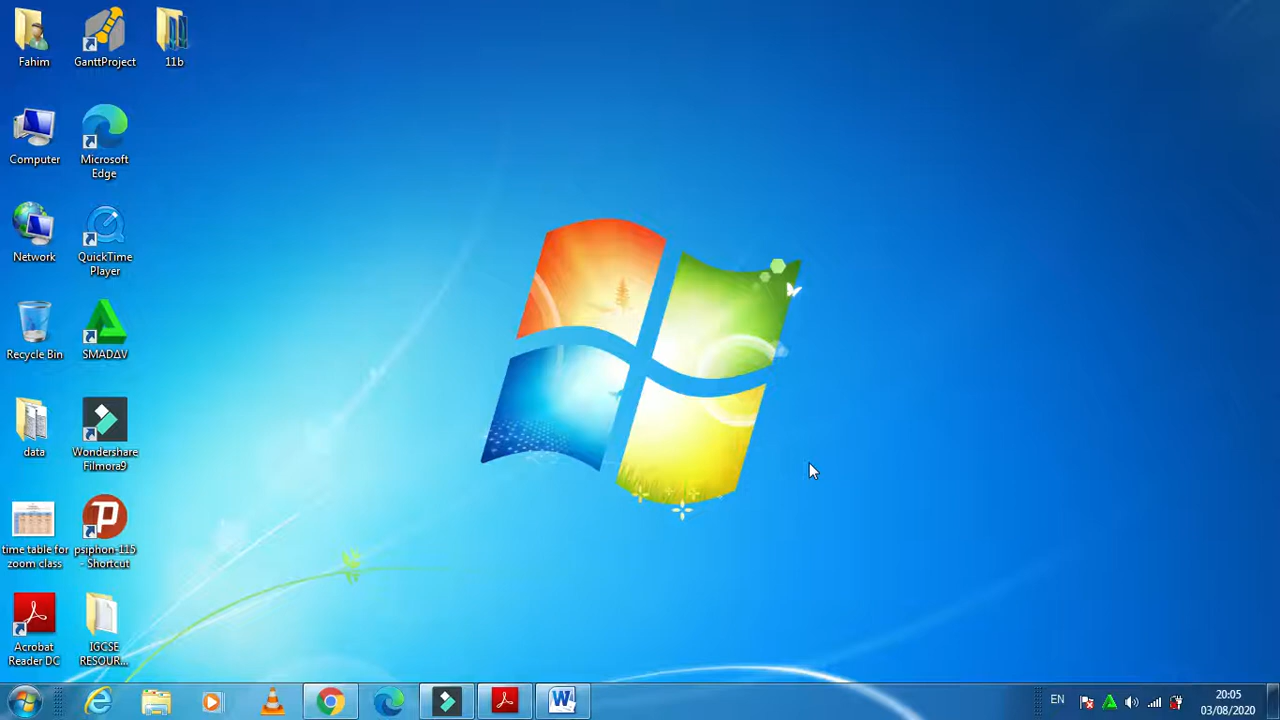 Fahim
GanttProject
11b
Computer
Microsoft
Edge
Network
QuickTime
Player
Recycle Bin
SMADΔV
data
Wondershare
Filmora9
time table for
zoom class
psiphon-115
- Shortcut
Acrobat
Reader DC
IGCSE
RESOUR...
EN
20:05
03/08/2020